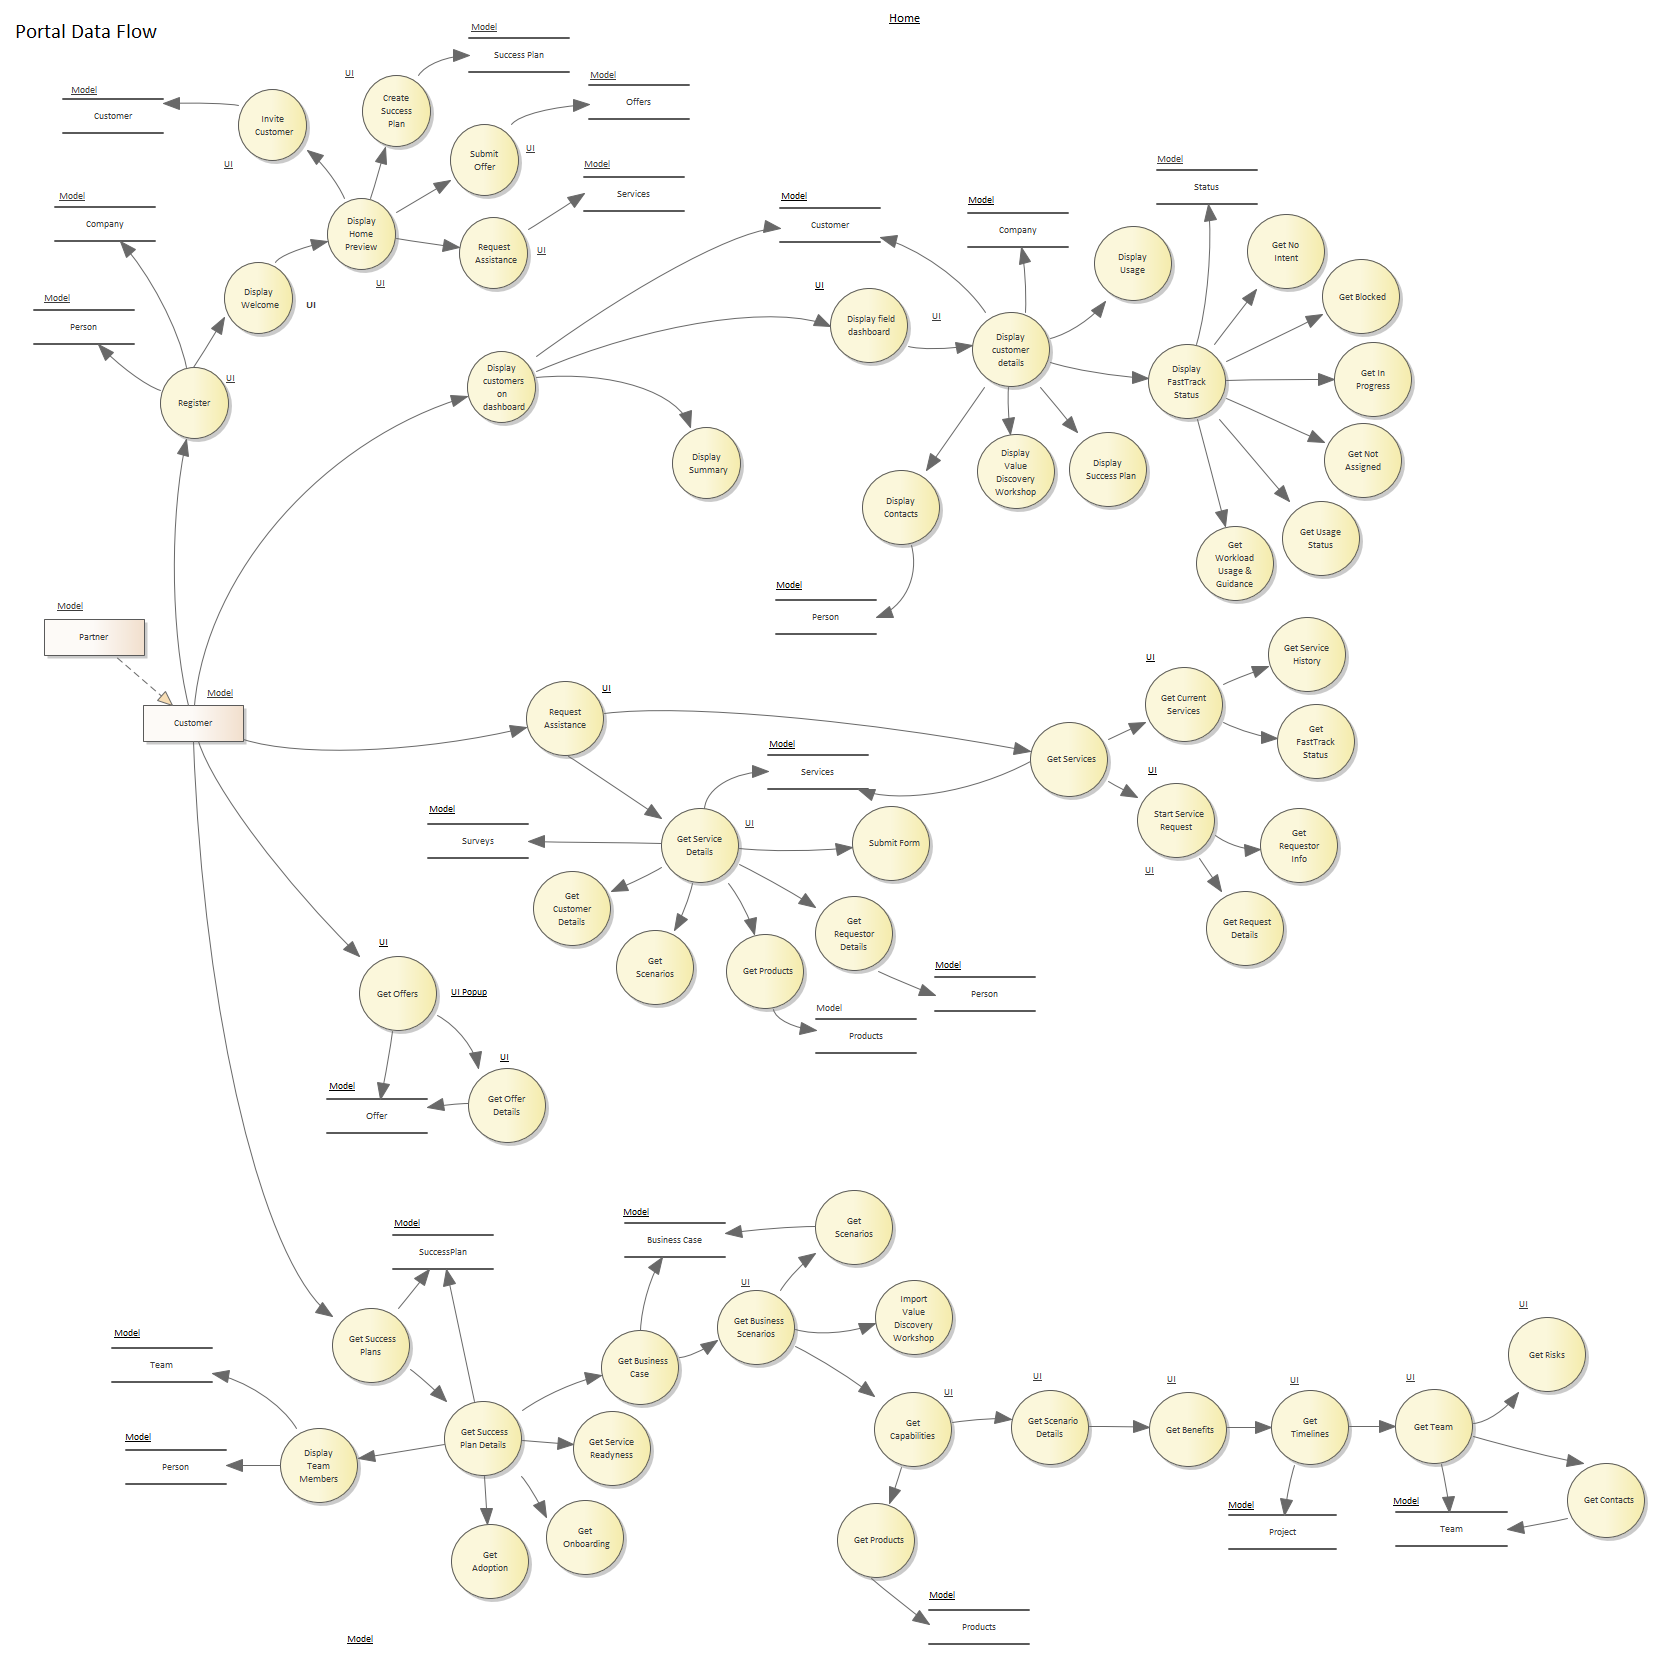 Portal Data Flow
Home
Model
Success Plan
UI
Create
Success
Plan
Model
Offers
Model
Customer
Invite
Customer
UI
Submit
Offer
UI
Model
Services
Model
Company
Display
Home
Preview
UI
Request
Assistance
UI
Display
Welcome
UI
Model
Person
Register
UI
Model
Customer
Model
Company
Model
Status
Display
Usage
Get No
Intent
Get Blocked
UI
Display field
dashboard
UI
Display
customer
details
Display
FastTrack
Status
Get In
Progress
Display
customers
on
dashboard
Display
Summary
Display
Value
Discovery
Workshop
Display
Success Plan
Get Not
Assigned
Display
Contacts
Get Usage
Status
Get
Workload
Usage &
Guidance
Model
Person
Model
Partner
Model
Customer
Request
Assistance
UI
UI
Get Current
Services
Get Service
History
Get
FastTrack
Status
Get Services
Model
Services
UI
Start Service
Request
UI
Get
Requestor
Info
Get Request
Details
Model
Surveys
Get Service
Details
UI
Submit Form
Get
Customer
Details
Get
Scenarios
Get Products
Get
Requestor
Details
Model
Person
Model
Products
UI
Get Offers
UI Popup
UI
Get Offer
Details
Model
Offer
Model
SuccessPlan
Model
Business Case
Get
Scenarios
UI
Get Business
Scenarios
Import
Value
Discovery
Workshop
Get Success
Plans
Model
Team
Get Business
Case
Model
Person
Display
Team
Members
Get Success
Plan Details
Get Service
Readyness
Get
Adoption
Get
Onboarding
Get
Capabilities
UI
UI
Get Scenario
Details
UI
Get Benefits
UI
Get
Timelines
UI
Get Team
UI
Get Risks
Get Contacts
Model
Project
Model
Team
Get Products
Model
Products
Model